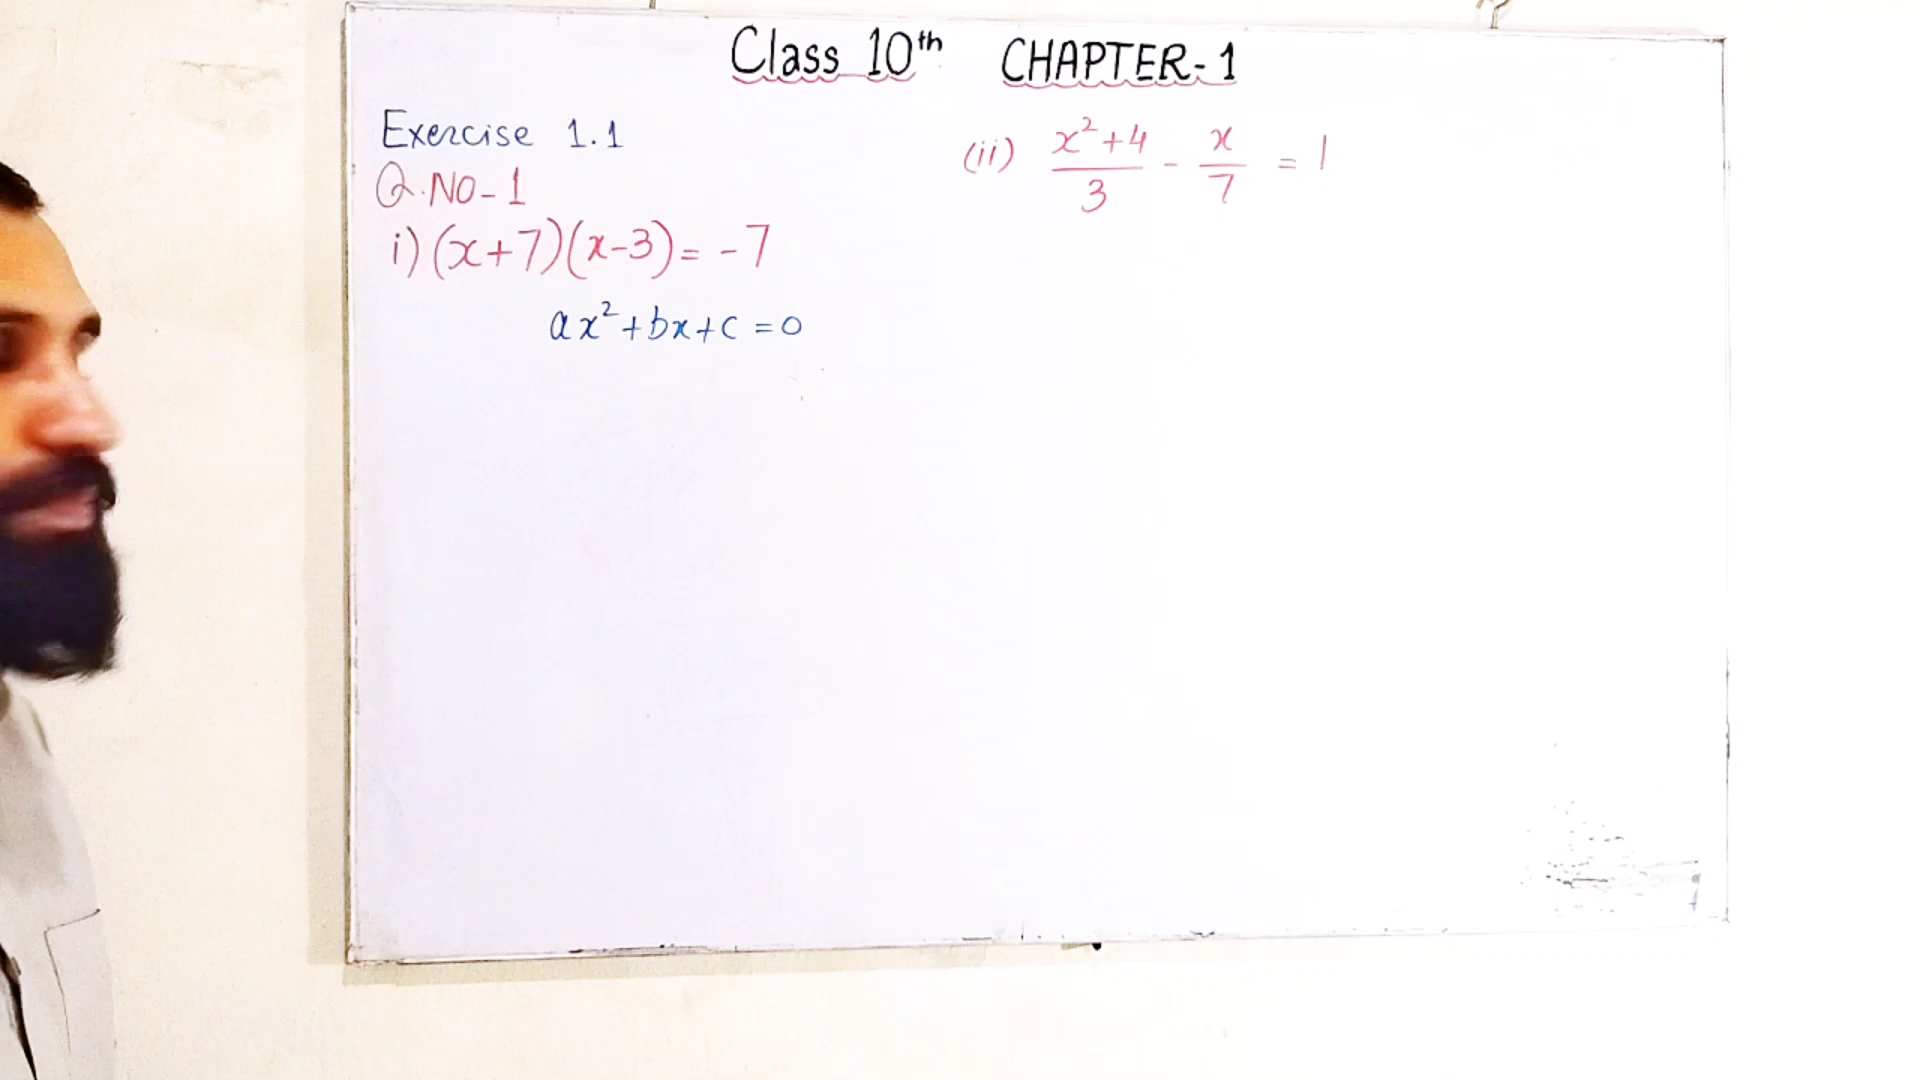 Class 10th CHAPTER-1
Exercise 1.1
Q.NO-1
i) (x+7)(x-3) = -7
ax²+bx+c = 0
(ii) (x²+4)/3 - x/7 = 1